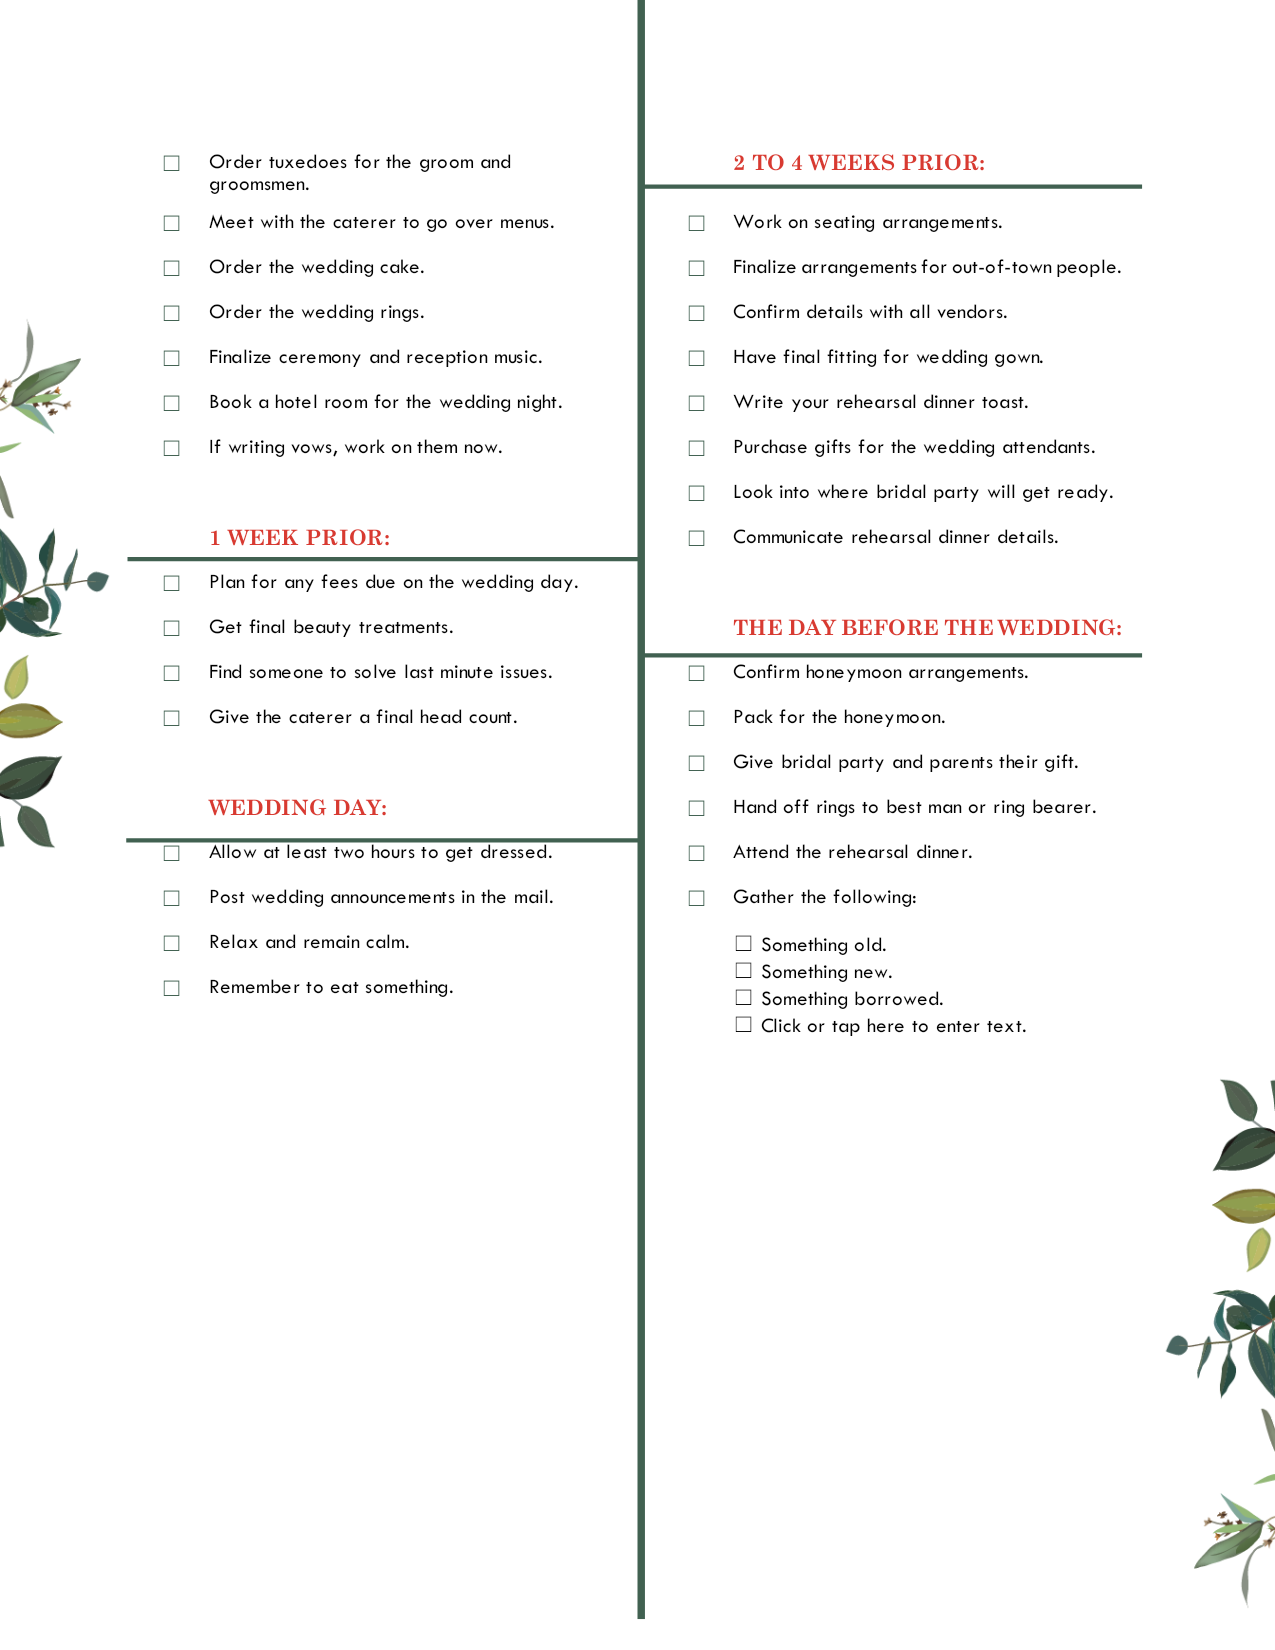 ☐ Order tuxedoes for the groom and
groomsmen.
☐ Meet with the caterer to go over menus.
☐ Order the wedding cake.
☐ Order the wedding rings.
☐ Finalize ceremony and reception music.
☐ Book a hotel room for the wedding night.
☐ If writing vows, work on them now.
1 WEEK PRIOR:
☐ Plan for any fees due on the wedding day.
☐ Get final beauty treatments.
☐ Find someone to solve last minute issues.
☐ Give the caterer a final head count.
WEDDING DAY:
☐ Allow at least two hours to get dressed.
☐ Post wedding announcements in the mail.
☐ Relax and remain calm.
☐ Remember to eat something.
2 TO 4 WEEKS PRIOR:
☐ Work on seating arrangements.
☐ Finalize arrangements for out-of-town people.
☐ Confirm details with all vendors.
☐ Have final fitting for wedding gown.
☐ Write your rehearsal dinner toast.
☐ Purchase gifts for the wedding attendants.
☐ Look into where bridal party will get ready.
☐ Communicate rehearsal dinner details.
THE DAY BEFORE THE WEDDING:
☐ Confirm honeymoon arrangements.
☐ Pack for the honeymoon.
☐ Give bridal party and parents their gift.
☐ Hand off rings to best man or ring bearer.
☐ Attend the rehearsal dinner.
☐ Gather the following:
☐ Something old.
☐ Something new.
☐ Something borrowed.
☐ Click or tap here to enter text.